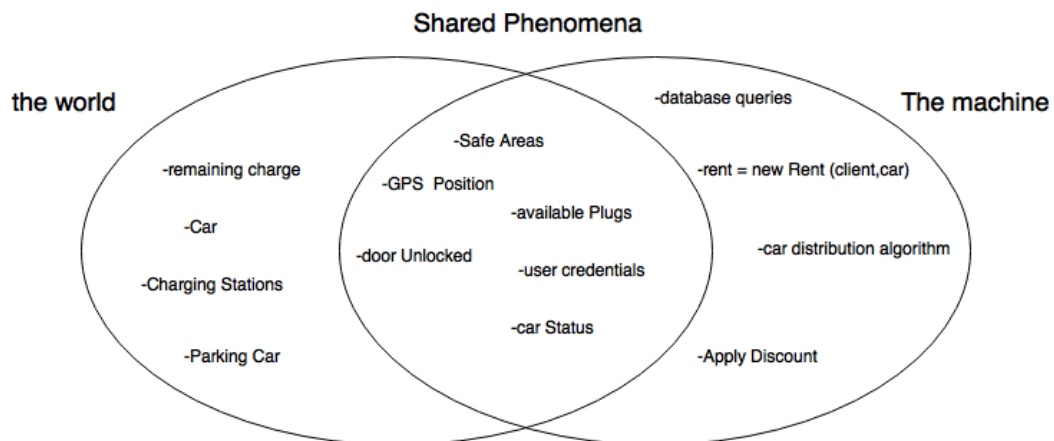 Shared Phenomena
the world
The machine
-remaining charge
-Car
-Charging Stations
-Parking Car
-Safe Areas
-GPS  Position
-available Plugs
-door Unlocked
-user credentials
-car Status
-database queries
-rent = new Rent (client,car)
-car distribution algorithm
-Apply Discount